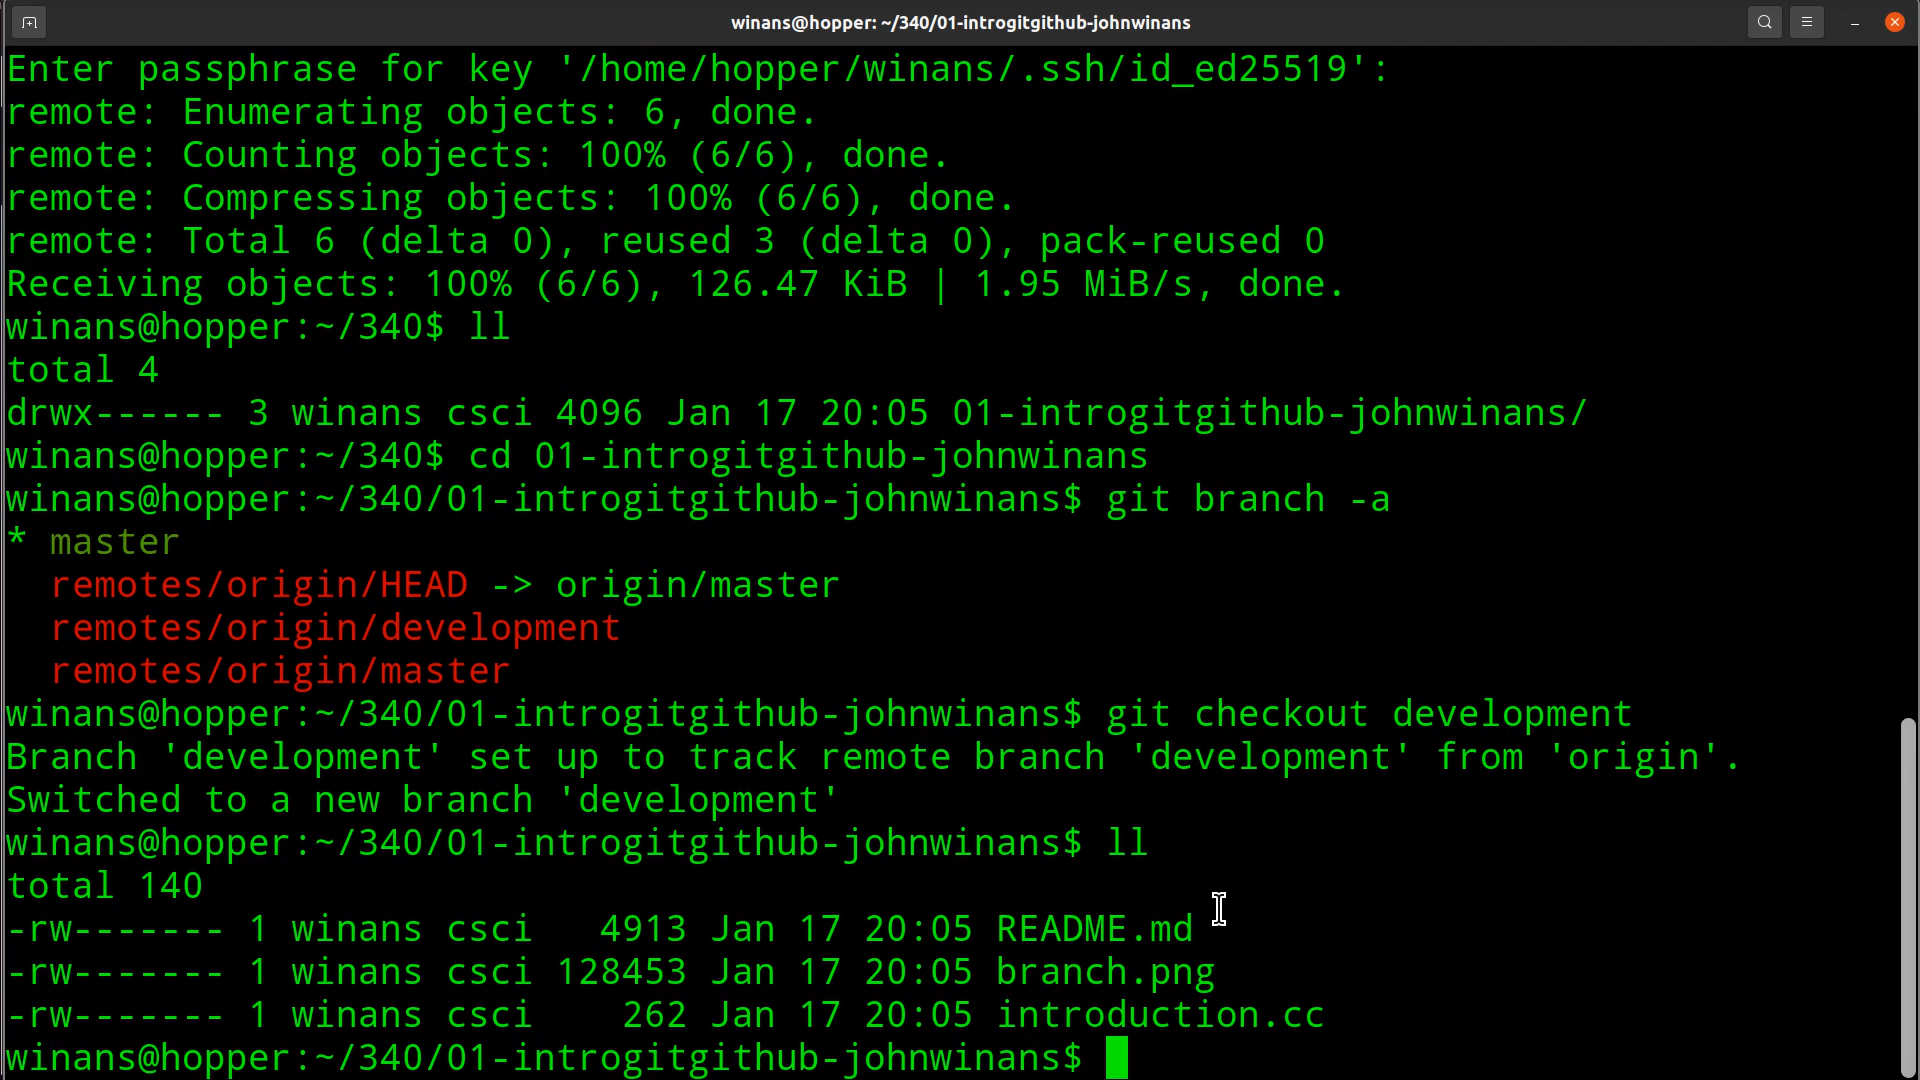 winans@hopper: ~/340/01-introgitgithub-johnwinans
Enter passphrase for key '/home/hopper/winans/.ssh/id_ed25519':
remote: Enumerating objects: 6, done.
remote: Counting objects: 100% (6/6), done.
remote: Compressing objects: 100% (6/6), done.
remote: Total 6 (delta 0), reused 3 (delta 0), pack-reused 0
Receiving objects: 100% (6/6), 126.47 KiB | 1.95 MiB/s, done.
winans@hopper:~/340$ ll
total 4
drwx------ 3 winans csci 4096 Jan 17 20:05 01-introgitgithub-johnwinans/
winans@hopper:~/340$ cd 01-introgitgithub-johnwinans
winans@hopper:~/340/01-introgitgithub-johnwinans$ git branch -a
* master
  remotes/origin/HEAD -> origin/master
  remotes/origin/development
  remotes/origin/master
winans@hopper:~/340/01-introgitgithub-johnwinans$ git checkout development
Branch 'development' set up to track remote branch 'development' from 'origin'.
Switched to a new branch 'development'
winans@hopper:~/340/01-introgitgithub-johnwinans$ ll
total 140
-rw------- 1 winans csci   4913 Jan 17 20:05 README.md
-rw------- 1 winans csci 128453 Jan 17 20:05 branch.png
-rw------- 1 winans csci    262 Jan 17 20:05 introduction.cc
winans@hopper:~/340/01-introgitgithub-johnwinans$